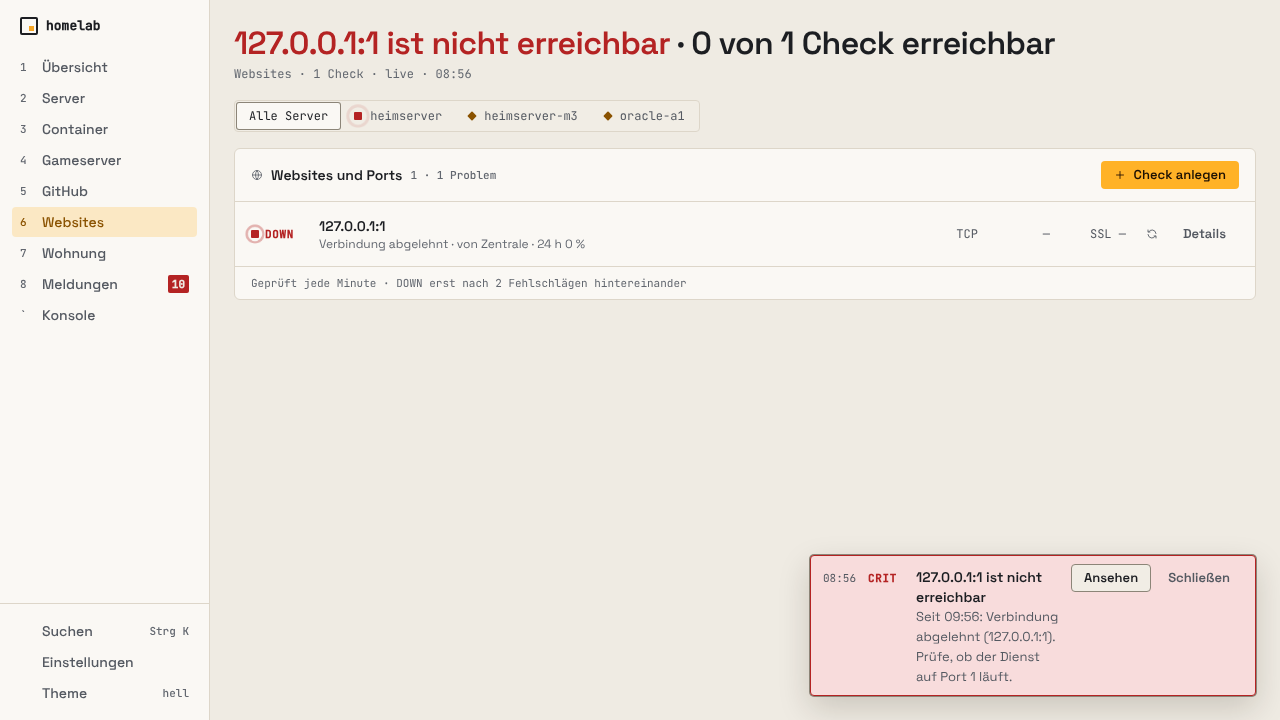 homelab
1 Übersicht
2 Server
3 Container
4 Gameserver
5 GitHub
6 Websites
7 Wohnung
8 Meldungen 10
` Konsole
Suchen Strg K
Einstellungen
Theme hell
127.0.0.1:1 ist nicht erreichbar · 0 von 1 Check erreichbar
Websites · 1 Check · live · 08:56
Alle Server heimserver heimserver-m3 oracle-a1
Websites und Ports 1 · 1 Problem + Check anlegen
DOWN 127.0.0.1:1 TCP — SSL — Details
Verbindung abgelehnt · von Zentrale · 24 h 0 %
Geprüft jede Minute · DOWN erst nach 2 Fehlschlägen hintereinander
08:56 CRIT 127.0.0.1:1 ist nicht Ansehen Schließen
erreichbar
Seit 09:56: Verbindung
abgelehnt (127.0.0.1:1).
Prüfe, ob der Dienst
auf Port 1 läuft.